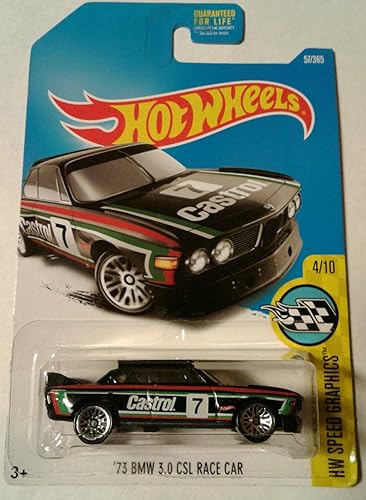 GUARANTEED
FOR LIFE
57/365
HOT WHEELS
7
Castrol
Castrol
7
4/10
HW SPEED GRAPHICS™
Castrol
7
3+
'73 BMW 3.0 CSL RACE CAR